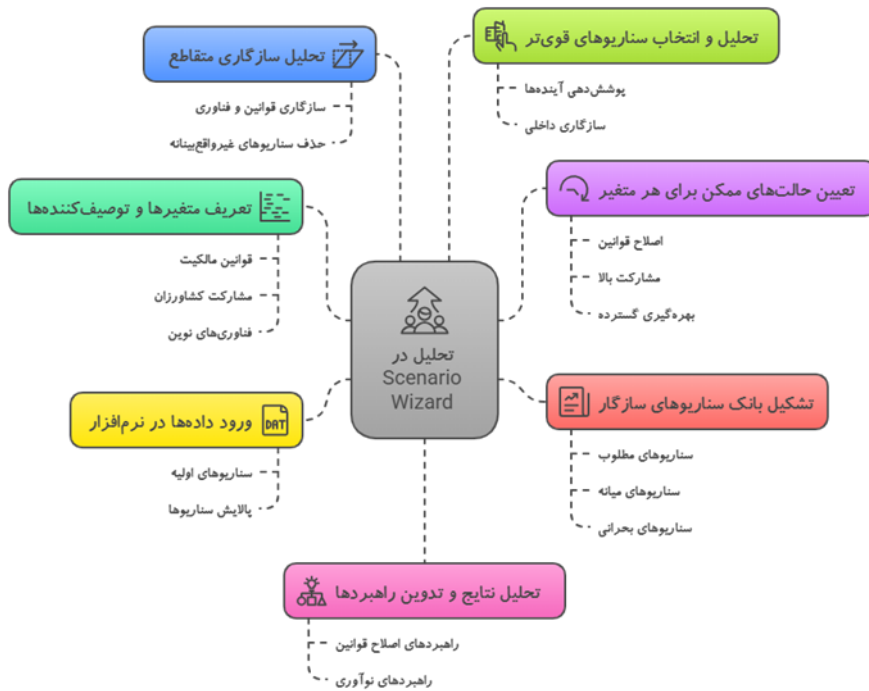 تحلیل و انتخاب سناریوهای قوی‌تر
پوشش‌دهی آینده‌ها
سازگاری داخلی
تحلیل سازگاری متقاطع
سازگاری قوانین و فناوری
حذف سناریوهای غیرواقع‌بینانه
تعیین حالت‌های ممکن برای هر متغیر
اصلاح قوانین
مشارکت بالا
بهره‌گیری گسترده
تعریف متغیرها و توصیف‌کننده‌ها
قوانین مالکیت
مشارکت کشاورزان
فناوری‌های نوین
تحلیل در
Scenario
Wizard
تشکیل بانک سناریوهای سازگار
سناریوهای مطلوب
سناریوهای میانه
سناریوهای بحرانی
ورود داده‌ها در نرم‌افزار
DAT
سناریوهای اولیه
پالایش سناریوها
تحلیل نتایج و تدوین راهبردها
راهبردهای اصلاح قوانین
راهبردهای نوآوری